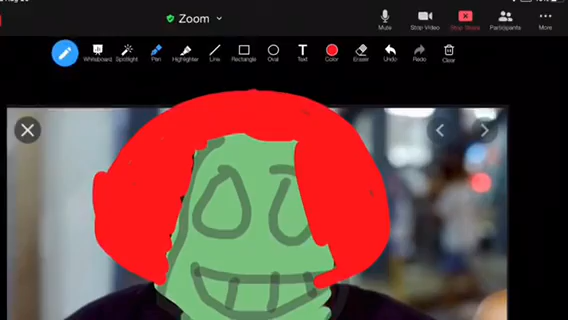 Zoom
Mute Stop Video Stop Share Participants More
Whiteboard Spotlight Pen Highlighter Line Rectangle Oval Text Color Eraser Undo Redo Clear